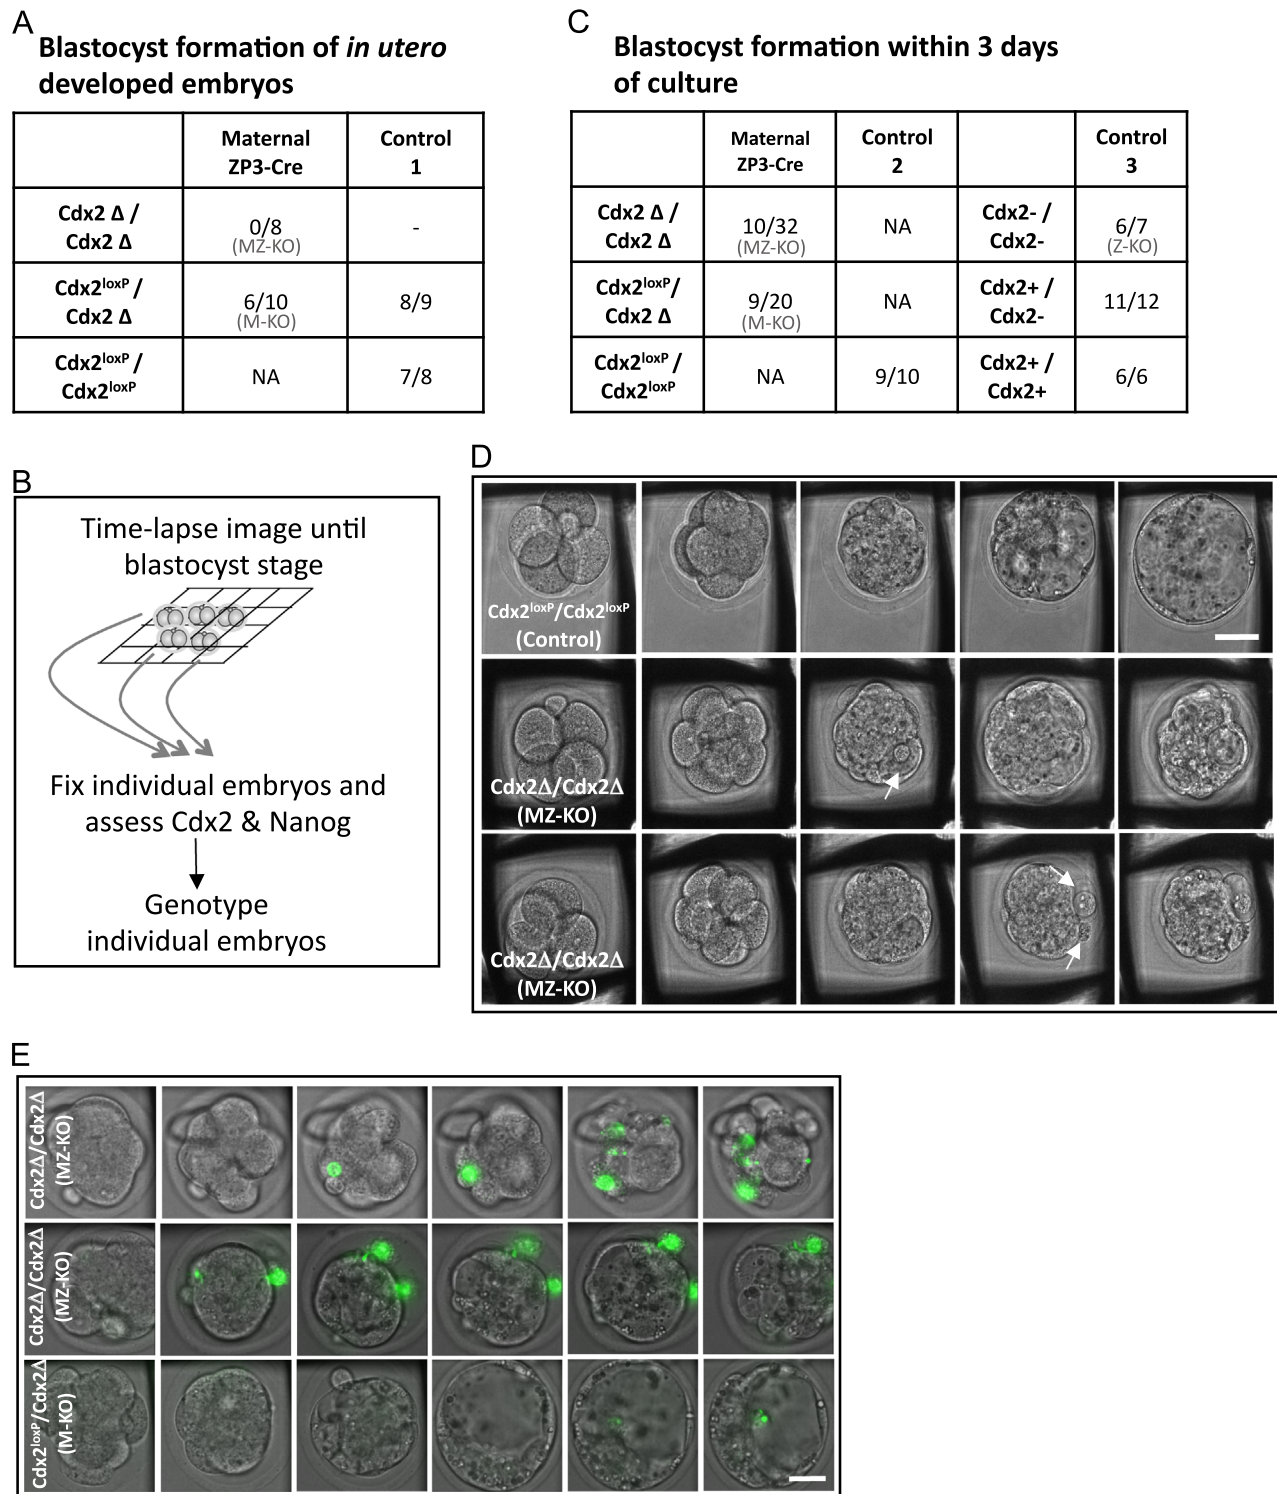 A
Blastocyst formation of in utero
developed embryos
Maternal
ZP3-Cre
Control
1
Cdx2 Δ /
Cdx2 Δ
0/8
(MZ-KO)
-
Cdx2loxP /
Cdx2 Δ
6/10
(M-KO)
8/9
Cdx2loxP /
Cdx2loxP
NA
7/8
C
Blastocyst formation within 3 days
of culture
Maternal
ZP3-Cre
Control
2
Control
3
Cdx2 Δ /
Cdx2 Δ
10/32
(MZ-KO)
NA
Cdx2- /
Cdx2-
6/7
(Z-KO)
Cdx2loxP/
Cdx2 Δ
9/20
(M-KO)
NA
Cdx2+ /
Cdx2-
11/12
Cdx2loxP /
Cdx2loxP
NA
9/10
Cdx2+ /
Cdx2+
6/6
B
Time-lapse image until
blastocyst stage
Fix individual embryos and
assess Cdx2 & Nanog
Genotype
individual embryos
D
Cdx2loxP/Cdx2loxP
(Control)
Cdx2Δ/Cdx2Δ
(MZ-KO)
Cdx2Δ/Cdx2Δ
(MZ-KO)
E
Cdx2Δ/Cdx2Δ
(MZ-KO)
Cdx2Δ/Cdx2Δ
(MZ-KO)
Cdx2loxP/Cdx2Δ
(M-KO)